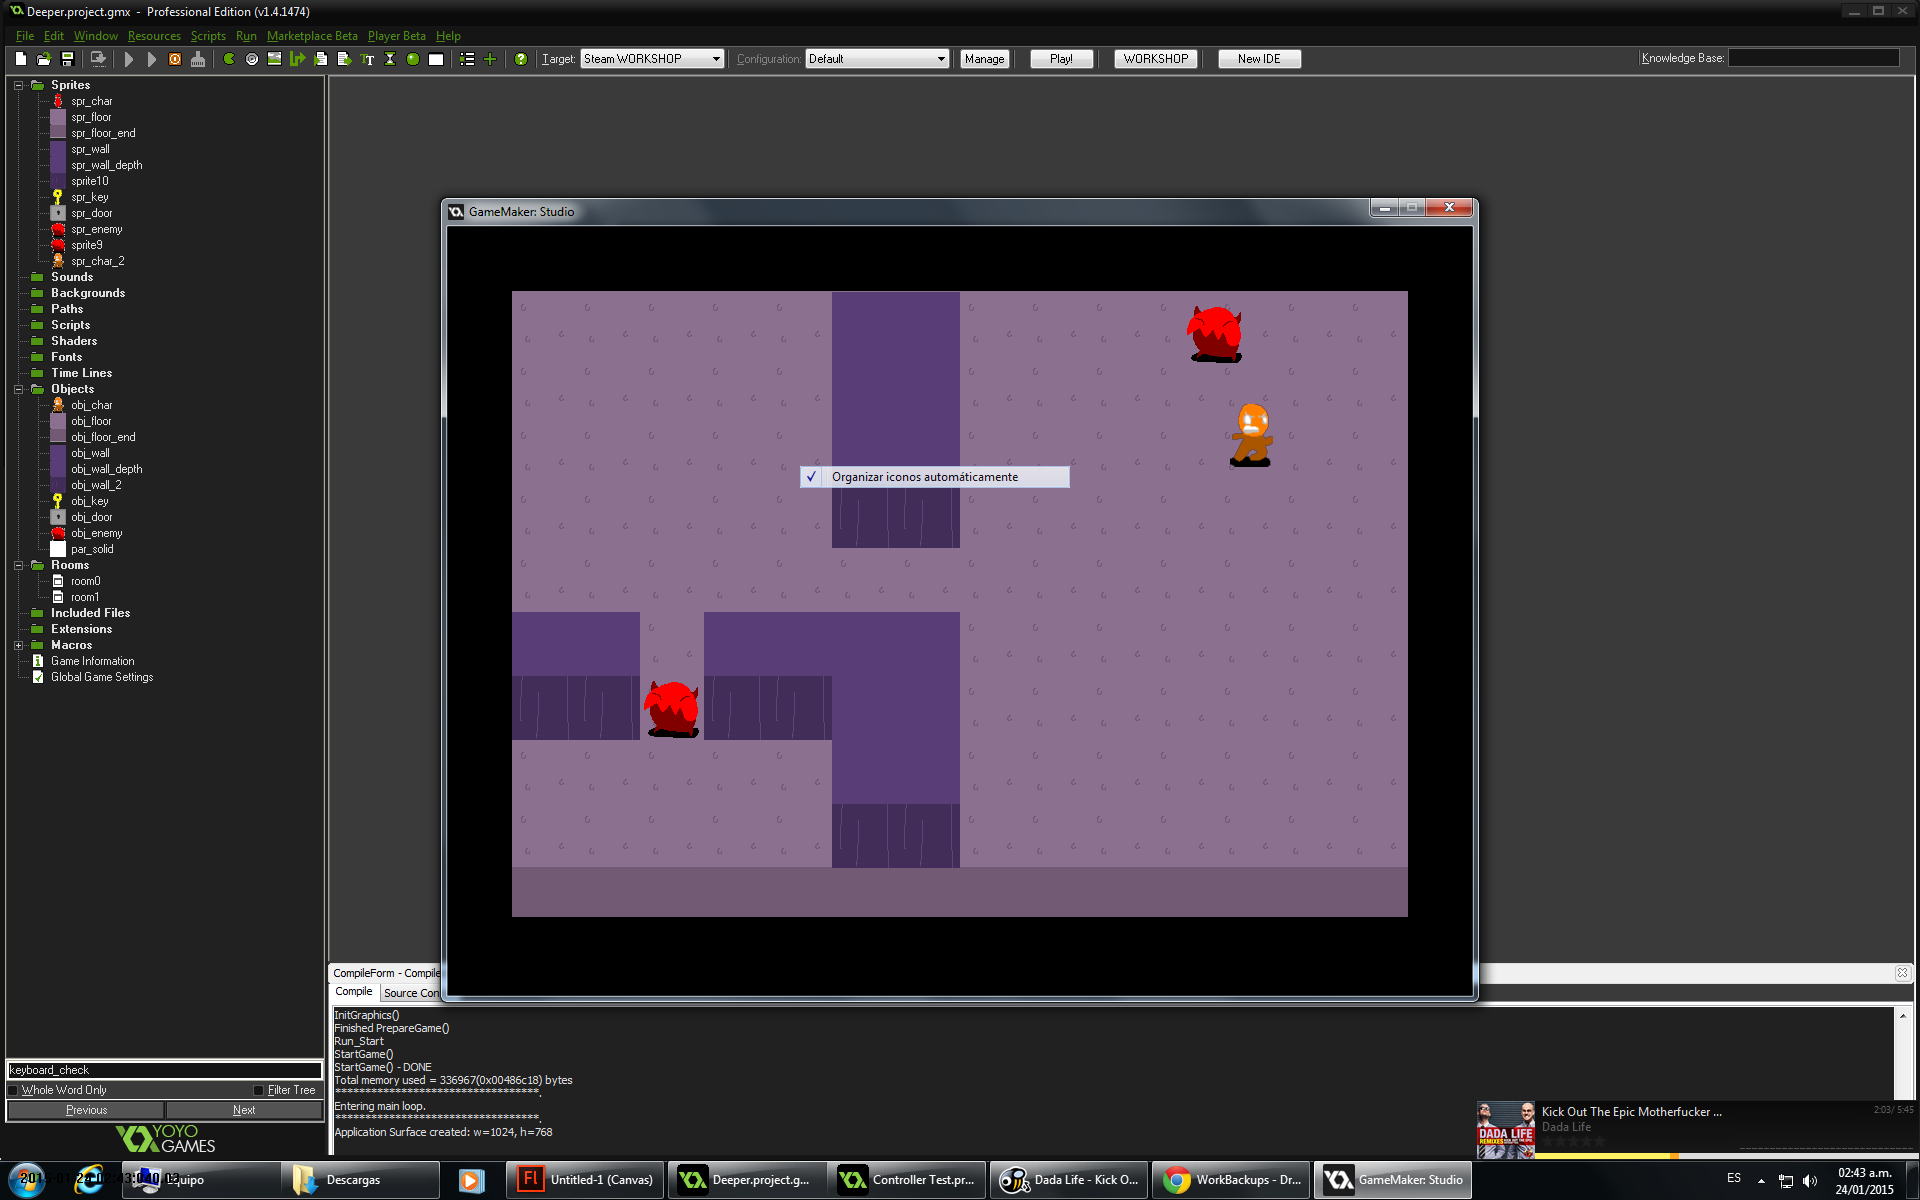 Deeper.project.gmx - Professional Edition (v1.4.1474)
File Edit Window Resources Scripts Run Marketplace Beta Player Beta Help
Target: Steam WORKSHOP Configuration: Default Manage Play! WORKSHOP New IDE Knowledge Base:
Sprites
spr_char
spr_floor
spr_floor_end
spr_wall
spr_wall_depth
sprite10
spr_key
spr_door
spr_enemy
sprite9
spr_char_2
Sounds
Backgrounds
Paths
Scripts
Shaders
Fonts
Time Lines
Objects
obj_char
obj_floor
obj_floor_end
obj_wall
obj_wall_depth
obj_wall_2
obj_key
obj_door
obj_enemy
par_solid
Rooms
room0
room1
Included Files
Extensions
Macros
Game Information
Global Game Settings
keyboard_check
Whole Word Only Filter Tree
Previous Next
YOYO
GAMES
GameMaker: Studio
Organizar iconos automáticamente
CompileForm - Compile
Compile Source Con
InitGraphics()
Finished PrepareGame()
Run_Start
StartGame()
StartGame() - DONE
Total memory used = 336967(0x00486c18) bytes
***********************************.
Entering main loop.
***********************************.
Application Surface created: w=1024, h=768
Kick Out The Epic Motherfucker ...
2:03/ 5:45
Dada Life
DADA LIFE
Equipo
Descargas
Untitled-1 (Canvas)
Deeper.project.g...
Controller Test.pr...
Dada Life - Kick O...
WorkBackups - Dr...
GameMaker: Studio
ES
02:43 a.m.
24/01/2015